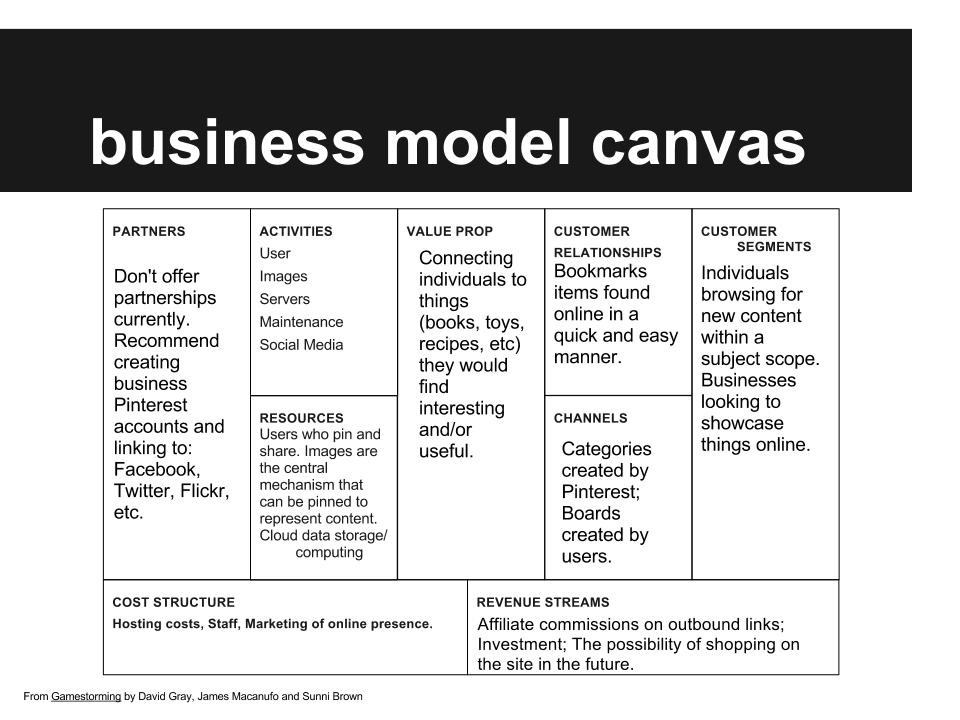 business model canvas
PARTNERS
Don't offer
partnerships
currently.
Recommend
creating
business
Pinterest
accounts and
linking to:
Facebook,
Twitter, Flickr,
etc.
ACTIVITIES
User
Images
Servers
Maintenance
Social Media
RESOURCES
Users who pin and
share. Images are
the central
mechanism that
can be pinned to
represent content.
Cloud data storage/
computing
VALUE PROP
Connecting
individuals to
things
(books, toys,
recipes, etc)
they would
find
interesting
and/or
useful.
CUSTOMER
RELATIONSHIPS
Bookmarks
items found
online in a
quick and easy
manner.
CHANNELS
Categories
created by
Pinterest;
Boards
created by
users.
CUSTOMER
SEGMENTS
Individuals
browsing for
new content
within a
subject scope.
Businesses
looking to
showcase
things online.
COST STRUCTURE
Hosting costs, Staff, Marketing of online presence.
REVENUE STREAMS
Affiliate commissions on outbound links;
Investment; The possibility of shopping on
the site in the future.
From Gamestorming by David Gray, James Macanufo and Sunni Brown